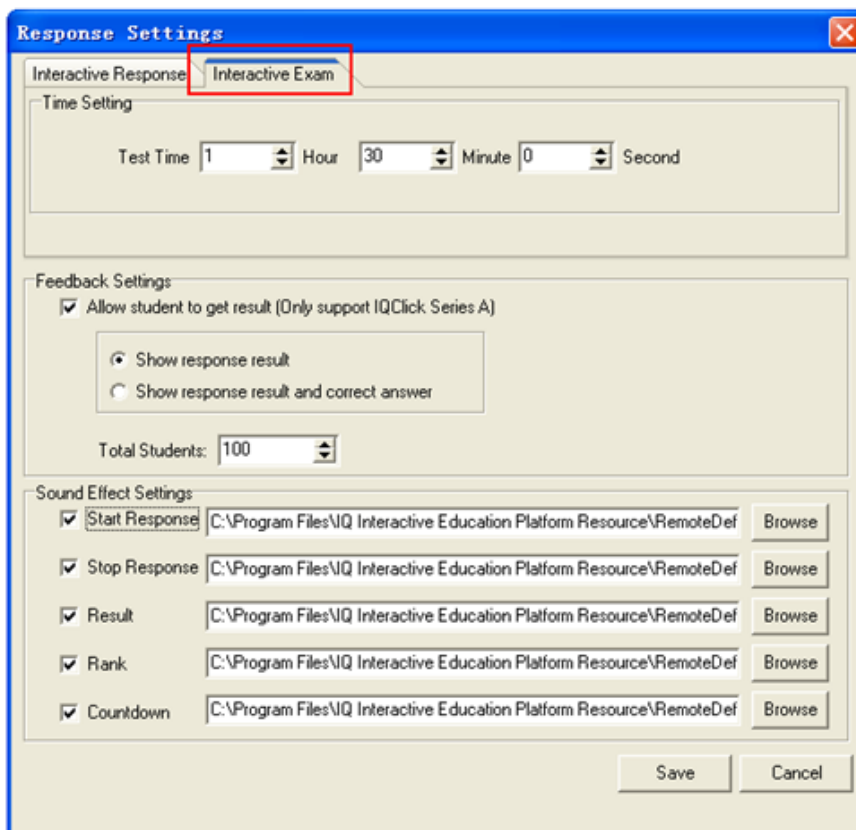 Response Settings
Interactive Response Interactive Exam
Time Setting
Test Time 1 Hour 30 Minute 0 Second
Feedback Settings
Allow student to get result (Only support IQClick Series A)
Show response result
Show response result and correct answer
Total Students: 100
Sound Effect Settings
Start Response C:\Program Files\IQ Interactive Education Platform Resource\RemoteDef Browse
Stop Response C:\Program Files\IQ Interactive Education Platform Resource\RemoteDef Browse
Result C:\Program Files\IQ Interactive Education Platform Resource\RemoteDef Browse
Rank C:\Program Files\IQ Interactive Education Platform Resource\RemoteDef Browse
Countdown C:\Program Files\IQ Interactive Education Platform Resource\RemoteDef Browse
Save Cancel